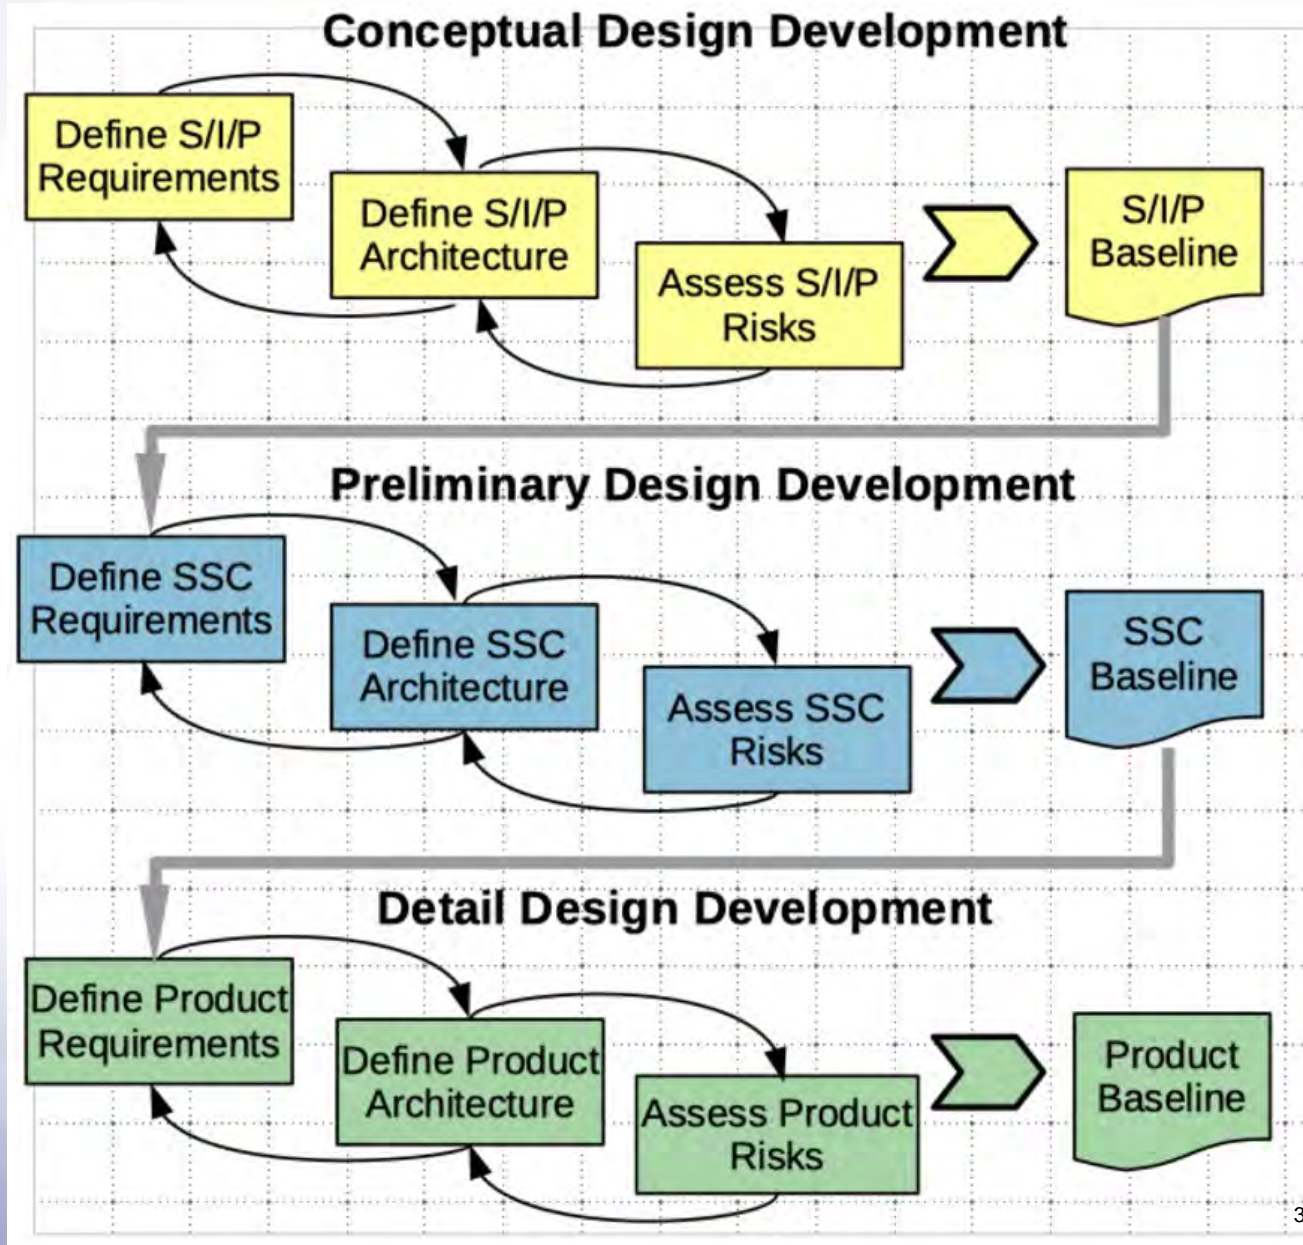 Conceptual Design Development
Define S/I/P
Requirements
Define S/I/P
Architecture
Assess S/I/P
Risks
S/I/P
Baseline
Preliminary Design Development
Define SSC
Requirements
Define SSC
Architecture
Assess SSC
Risks
SSC
Baseline
Detail Design Development
Define Product
Requirements
Define Product
Architecture
Assess Product
Risks
Product
Baseline
3